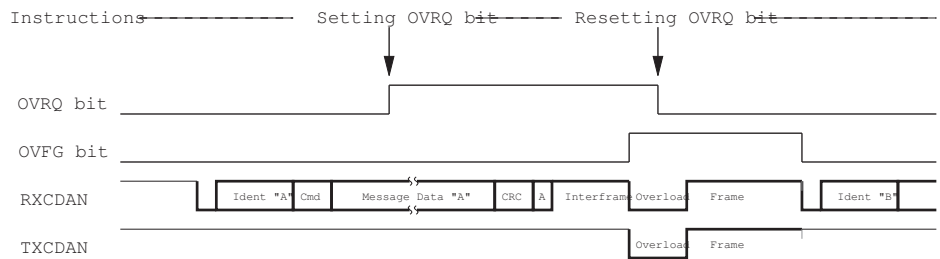 Instructions Setting OVRQ bit Resetting OVRQ bit
OVRQ bit
OVFG bit
RXCDAN Ident "A" Cmd Message Data "A" CRC A Interframe Overload Frame Ident "B"
TXCDAN Overload Frame